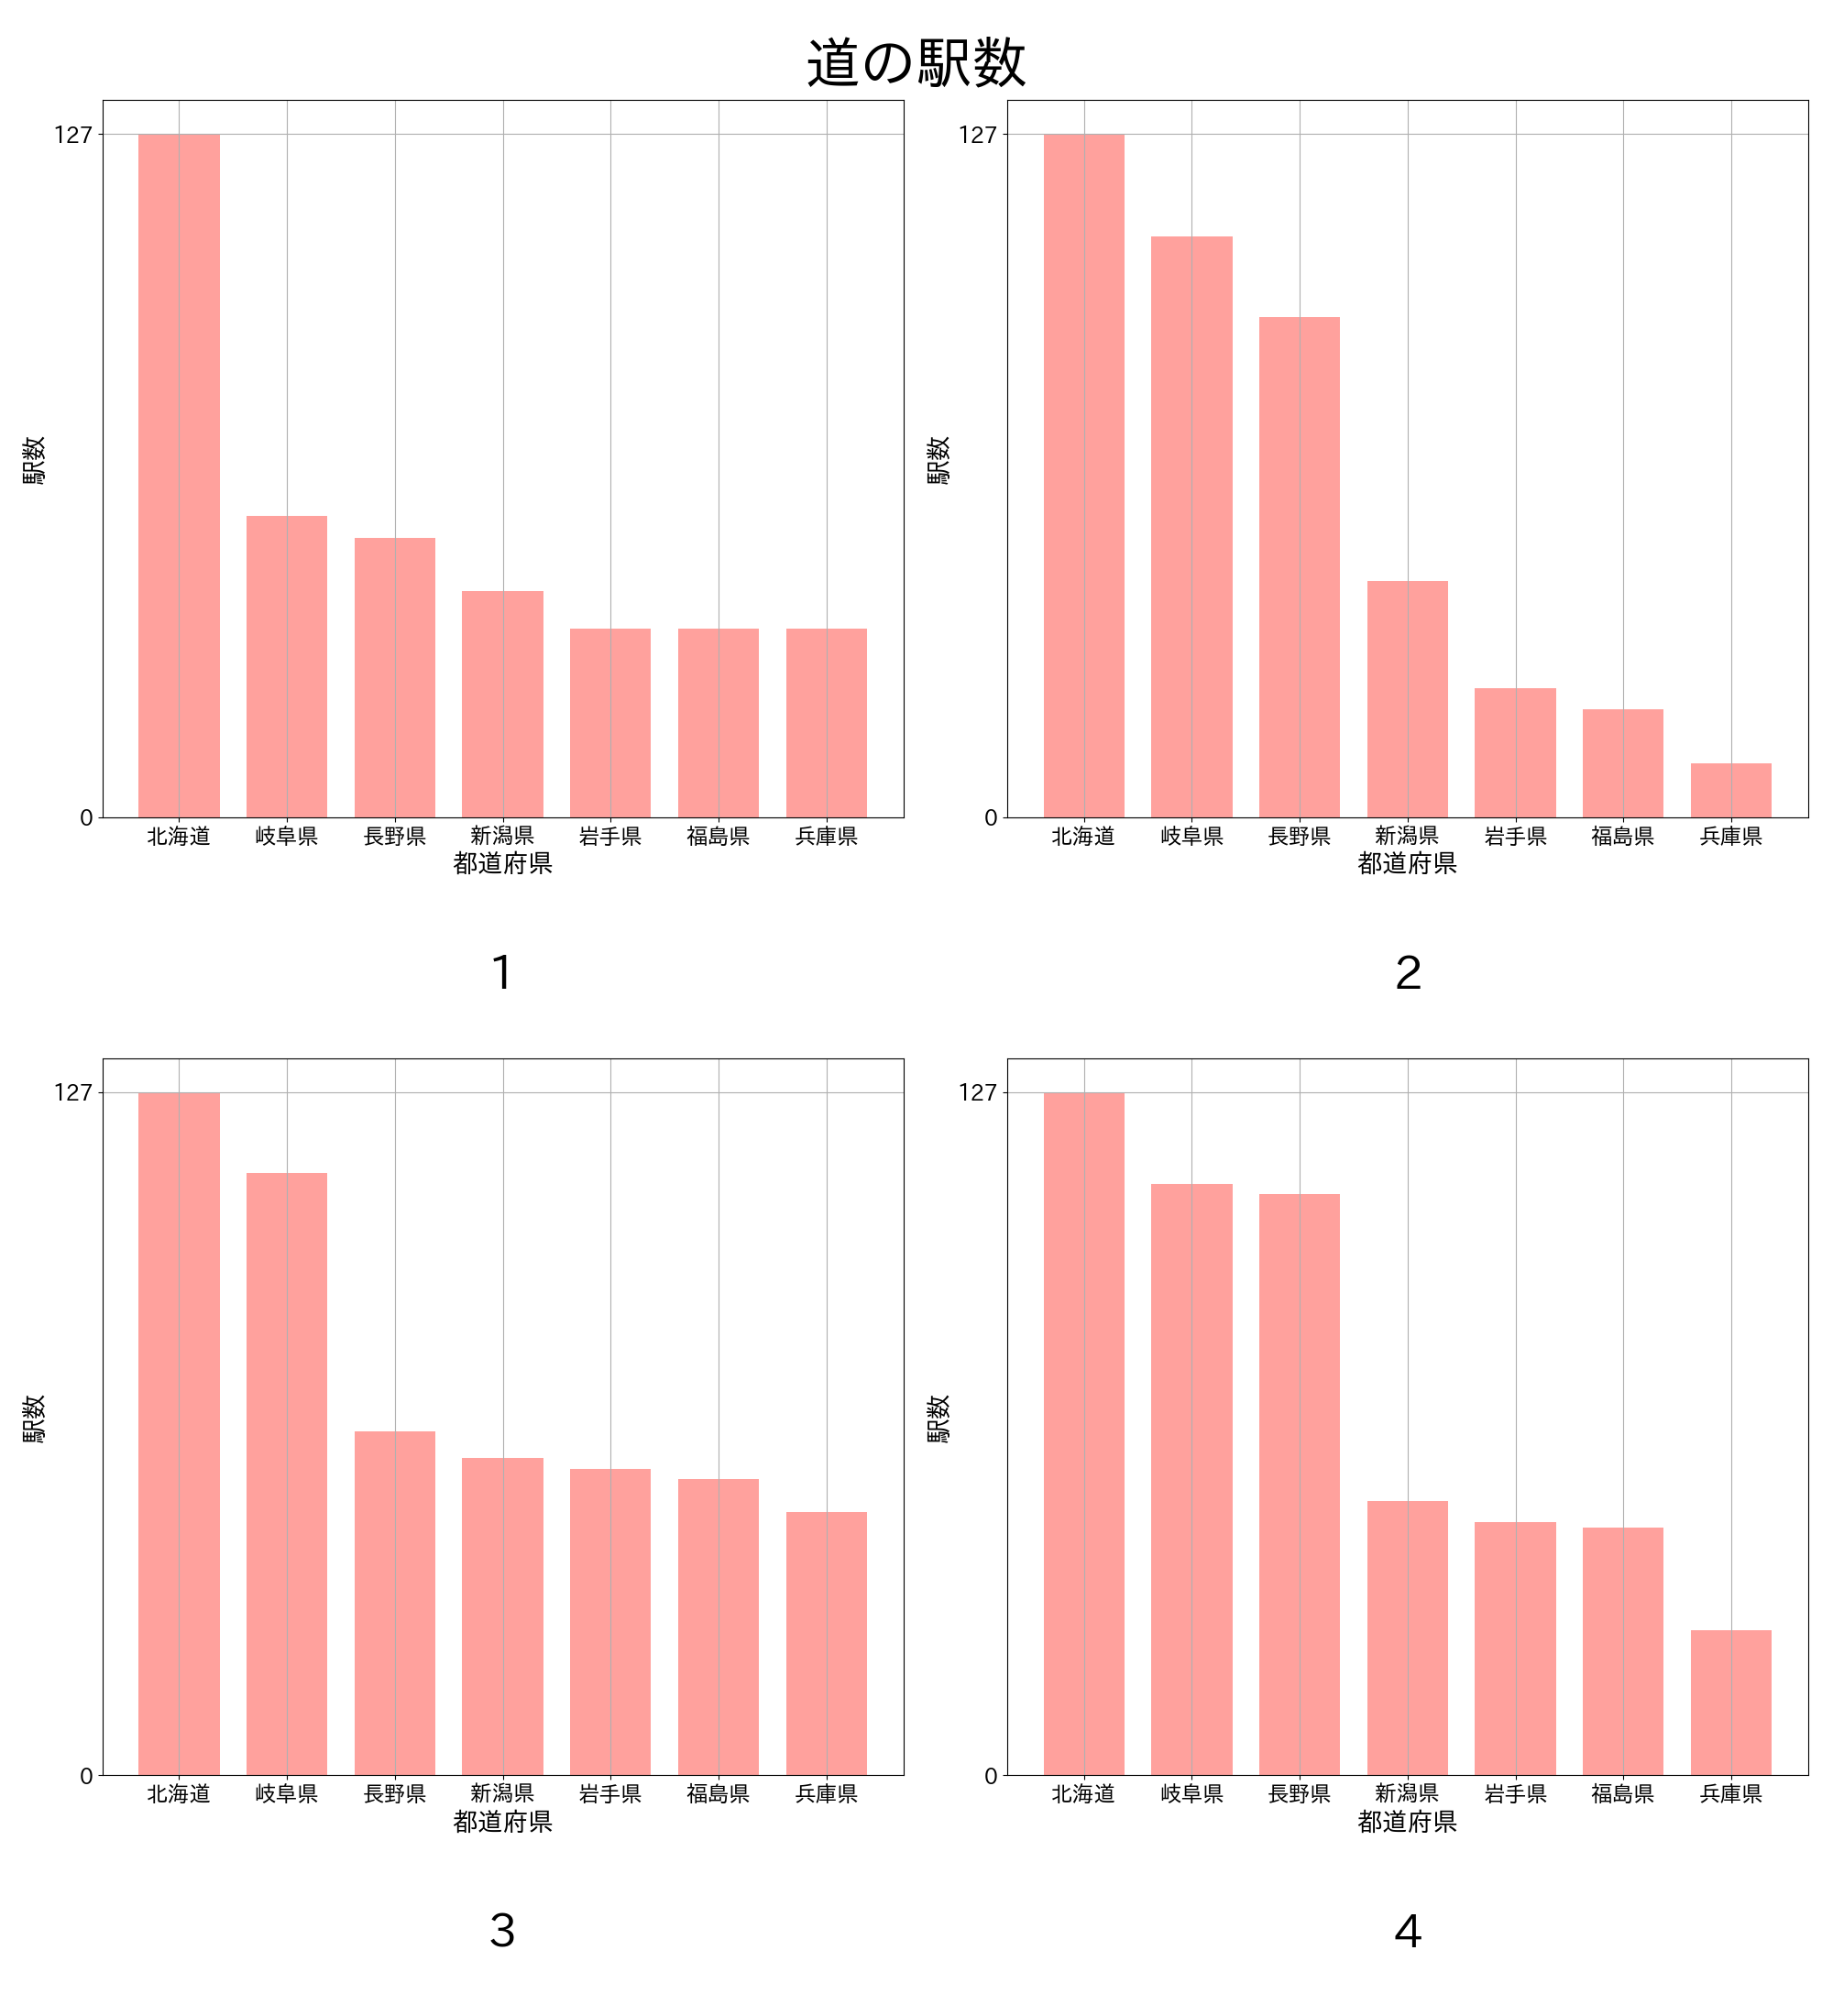 道の駅数
127
駅数
0
北海道 岐阜県 長野県 新潟県 岩手県 福島県 兵庫県
都道府県
1
127
駅数
0
北海道 岐阜県 長野県 新潟県 岩手県 福島県 兵庫県
都道府県
2
127
駅数
0
北海道 岐阜県 長野県 新潟県 岩手県 福島県 兵庫県
都道府県
3
127
駅数
0
北海道 岐阜県 長野県 新潟県 岩手県 福島県 兵庫県
都道府県
4